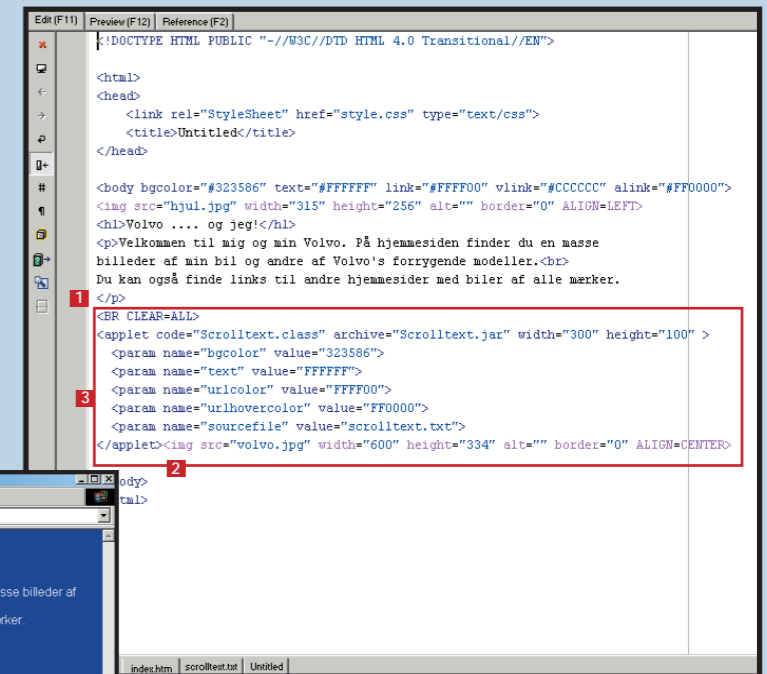 Edit (F11) Preview (F12) Reference (F2)
<!DOCTYPE HTML PUBLIC "-//W3C//DTD HTML 4.0 Transitional//EN">
<html>
<head>
<link rel="StyleSheet" href="style.css" type="text/css">
<title>Untitled</title>
</head>
<body bgcolor="#323586" text="#FFFFFF" link="#FFFF00" vlink="#CCCCCC" alink="#FF0000">
<img src="hjul.jpg" width="315" height="256" alt="" border="0" ALIGN=LEFT>
<h1>Volvo .... og jeg!</h1>
<p>Velkommen til mig og min Volvo. På hjemmesiden finder du en masse
billeder af min bil og andre af Volvo's forrygende modeller.<br>
Du kan også finde links til andre hjemmesider med biler af alle mærker.
1
</p>
<BR CLEAR=ALL>
<applet code="Scrolltext.class" archive="Scrolltext.jar" width="300" height="100" >
<param name="bgcolor" value="323586">
<param name="text" value="FFFFFF">
3
<param name="urlcolor" value="FFFF00">
<param name="urlhovercolor" value="FF0000">
<param name="sourcefile" value="scrolltext.txt">
</applet><img src="volvo.jpg" width="600" height="334" alt="" border="0" ALIGN=CENTER>
2
ody>
tml>
sse billeder af
rker.
index.htm scrolltext.txt Untitled